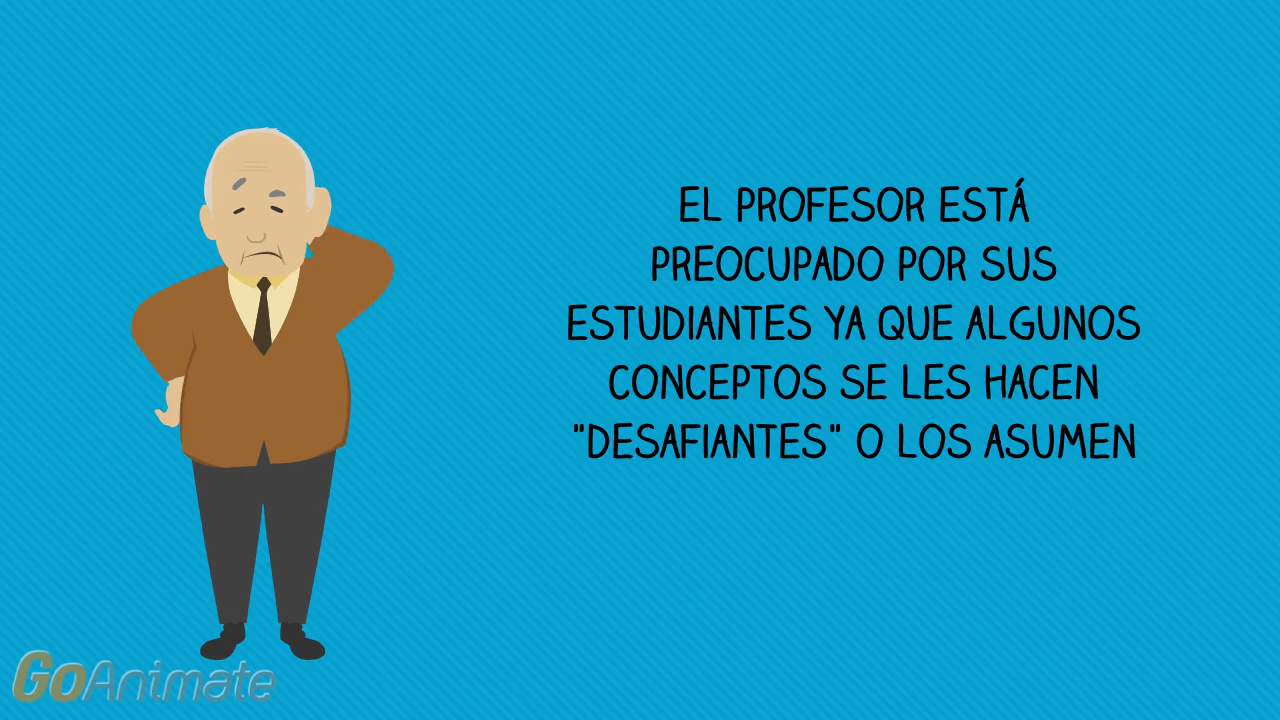 EL PROFESOR ESTÁ
PREOCUPADO POR SUS
ESTUDIANTES YA QUE ALGUNOS
CONCEPTOS SE LES HACEN
"DESAFIANTES" O LOS ASUMEN
GoAnimate